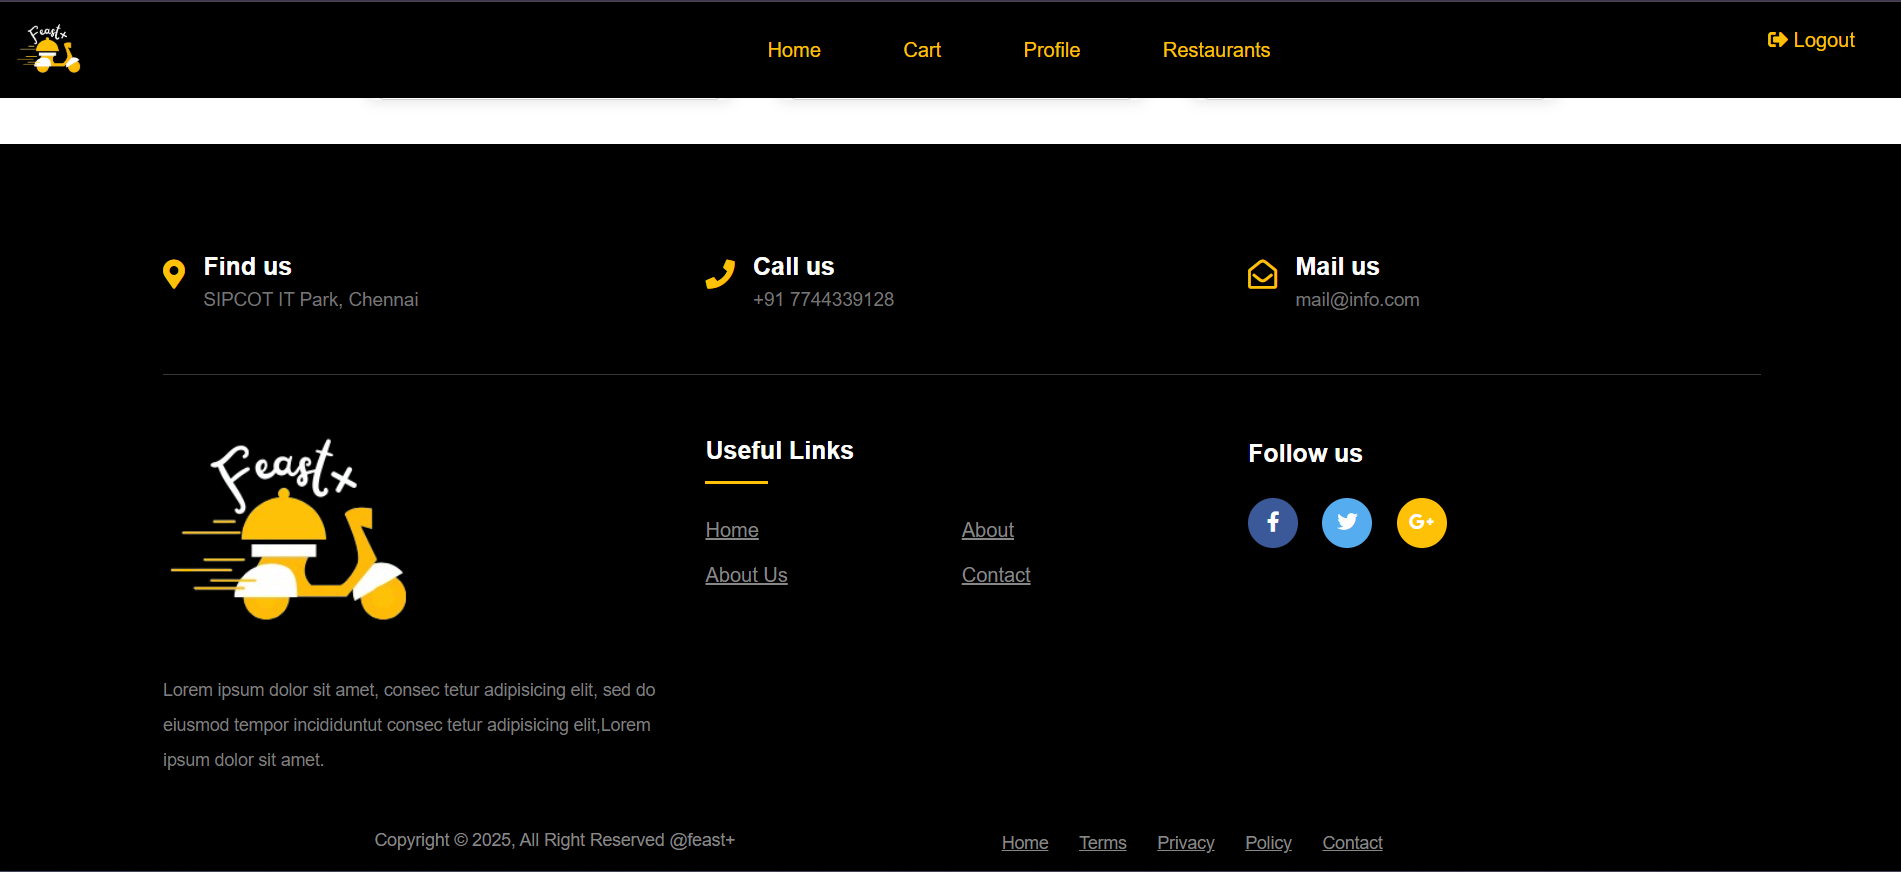 Feast+
Home Cart Profile Restaurants Logout
Find us
SIPCOT IT Park, Chennai
Call us
+91 7744339128
Mail us
mail@info.com
Feast+
Lorem ipsum dolor sit amet, consec tetur adipisicing elit, sed do
eiusmod tempor incididuntut consec tetur adipisicing elit,Lorem
ipsum dolor sit amet.
Useful Links
Home About
About Us Contact
Follow us
f
G+
Copyright © 2025, All Right Reserved @feast+
Home Terms Privacy Policy Contact